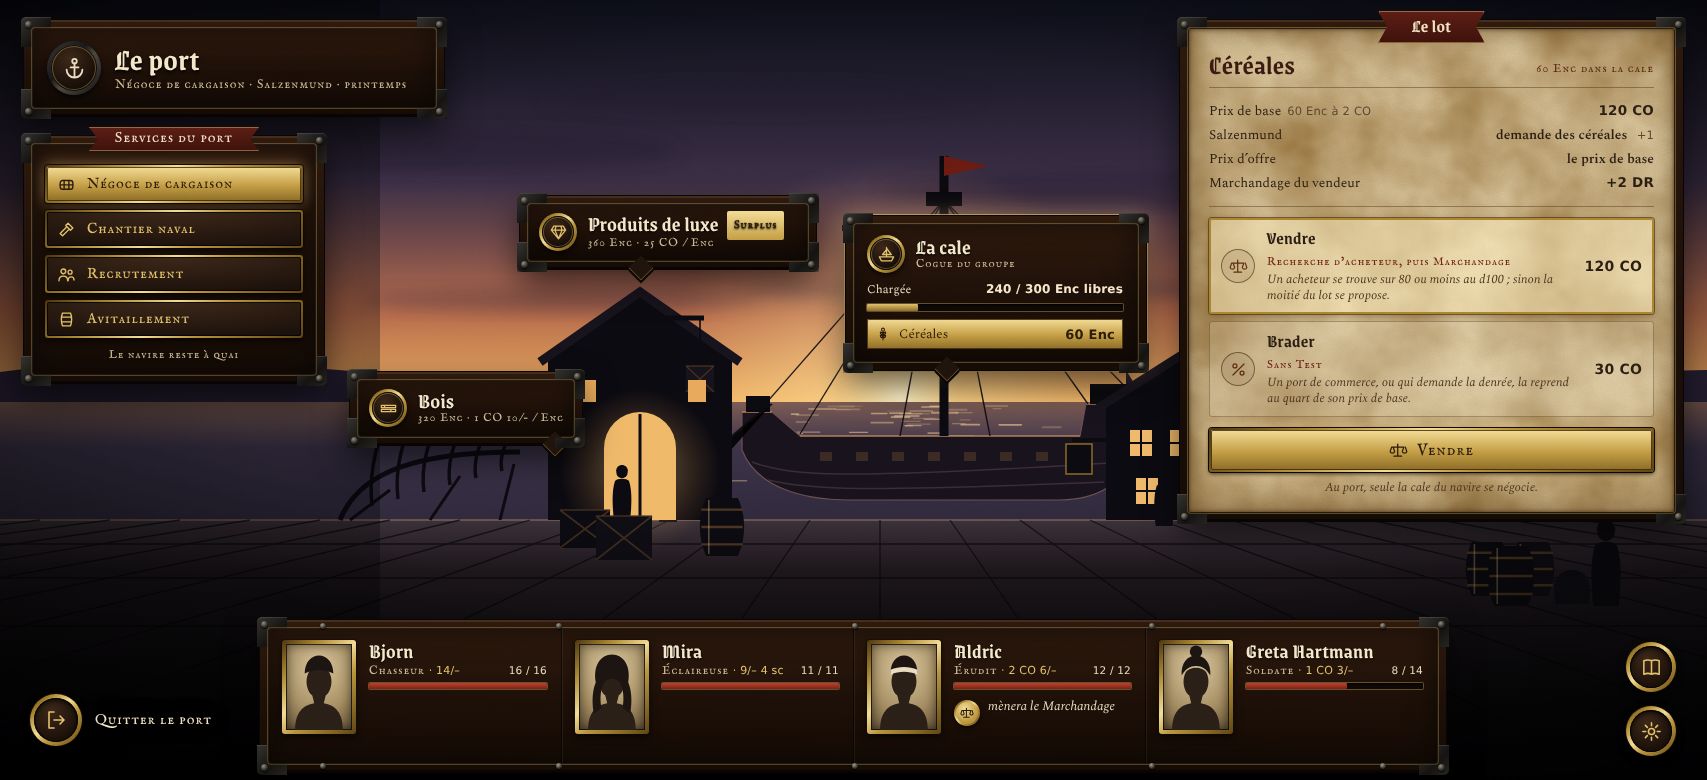 Le port
Négoce de cargaison · Salzenmund · printemps
Services du port
Négoce de cargaison
Chantier naval
Recrutement
Avitaillement
Le navire reste à quai
Produits de luxe Surplus
360 Enc · 25 CO / Enc
Bois
320 Enc · 1 CO 10/– / Enc
La cale
Cogue du groupe
Chargée 240 / 300 Enc libres
Céréales 60 Enc
Le lot
Céréales 60 Enc dans la cale
Prix de base 60 Enc à 2 CO 120 CO
Salzenmund demande des céréales +1
Prix d’offre le prix de base
Marchandage du vendeur +2 DR
Vendre
Recherche d’acheteur, puis Marchandage
Un acheteur se trouve sur 80 ou moins au d100 ; sinon la
moitié du lot se propose.
120 CO
Brader
Sans Test
Un port de commerce, ou qui demande la denrée, la reprend
au quart de son prix de base.
30 CO
Vendre
Au port, seule la cale du navire se négocie.
Bjorn
Chasseur · 14/– 16 / 16
Mira
Éclaireuse · 9/– 4 sc 11 / 11
Aldric
Érudit · 2 CO 6/– 12 / 12
mènera le Marchandage
Greta Hartmann
Soldate · 1 CO 3/– 8 / 14
Quitter le port